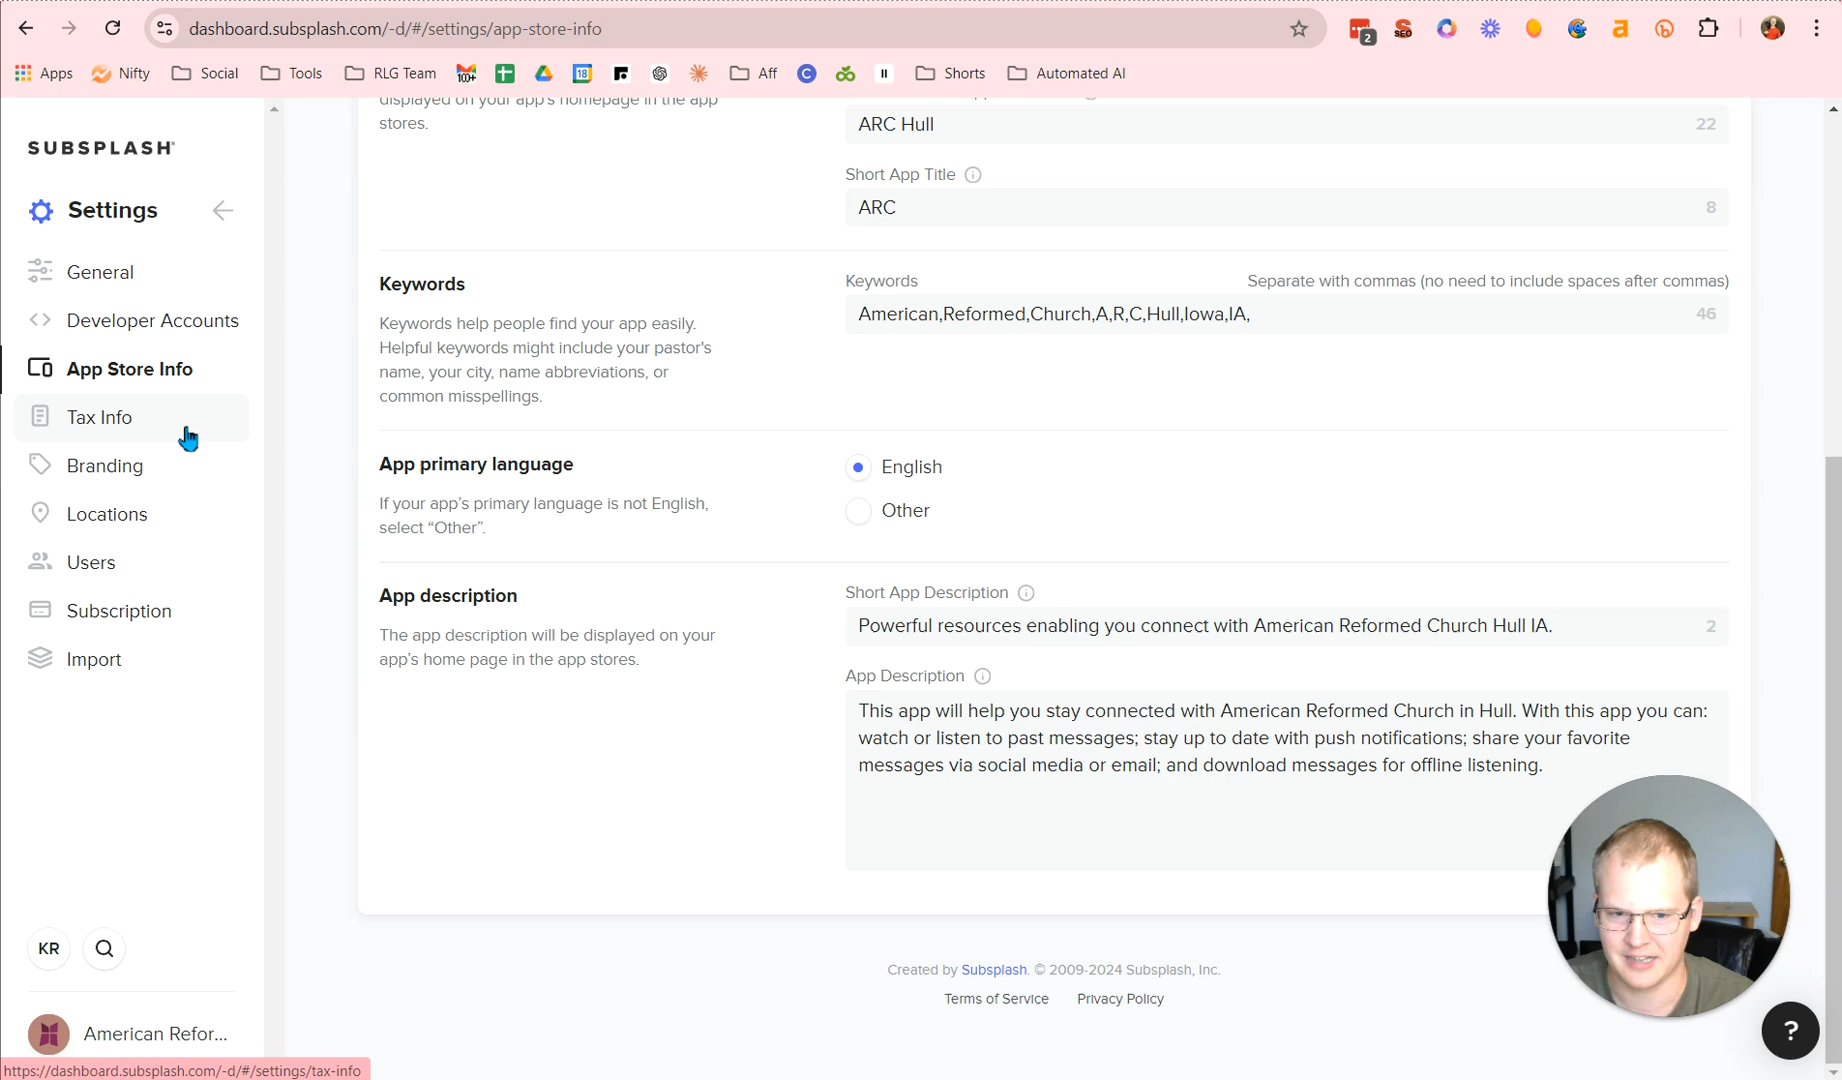 dashboard.subsplash.com/-d/#/settings/app-store-info
2
SEO
a
b
Apps
Nifty
Social
Tools
RLG Team
100+
18
Aff
C
Shorts
Automated AI
displayed on your app's homepage in the app
stores.
ARC Hull
22
Short App Title
ARC
8
SUBSPLASH
Settings
General
Developer Accounts
App Store Info
Tax Info
Branding
Locations
Users
Subscription
Import
Keywords
Keywords help people find your app easily.
Helpful keywords might include your pastor's
name, your city, name abbreviations, or
common misspellings.
Keywords
Separate with commas (no need to include spaces after commas)
American,Reformed,Church,A,R,C,Hull,Iowa,IA,
46
App primary language
If your app's primary language is not English,
select "Other".
English
Other
App description
The app description will be displayed on your
app's home page in the app stores.
Short App Description
Powerful resources enabling you connect with American Reformed Church Hull IA.
2
App Description
This app will help you stay connected with American Reformed Church in Hull. With this app you can:
watch or listen to past messages; stay up to date with push notifications; share your favorite
messages via social media or email; and download messages for offline listening.
Created by Subsplash. © 2009-2024 Subsplash, Inc.
Terms of Service
Privacy Policy
KR
American Refor...
?
https://dashboard.subsplash.com/-d/#/settings/tax-info